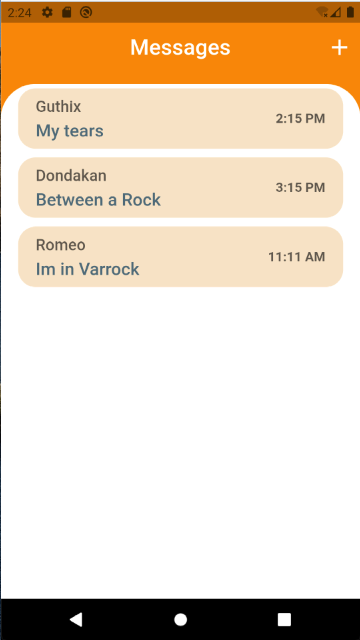 2:24
Messages
+
Guthix
2:15 PM
My tears
Dondakan
3:15 PM
Between a Rock
Romeo
11:11 AM
Im in Varrock